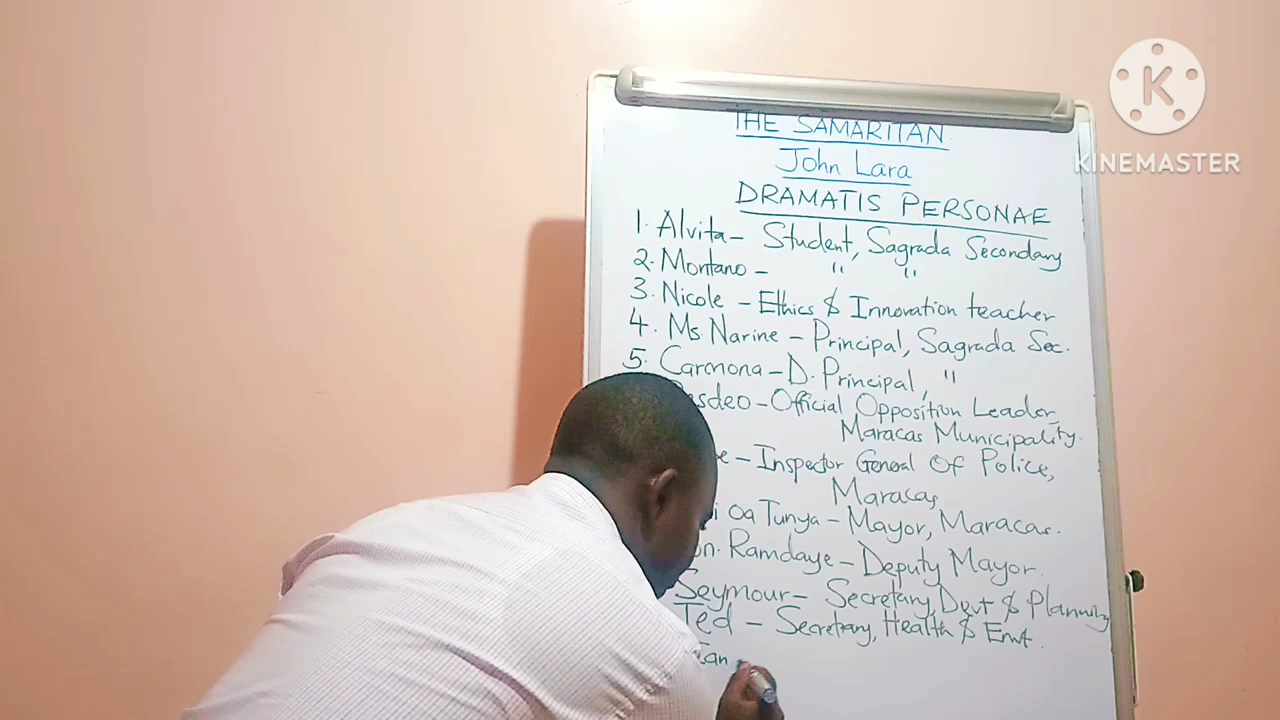 THE SAMARITAN
John Lara
DRAMATIS PERSONAE
1. Alvita – Student, Sagrada Secondary
2. Montano – " "
3. Nicole – Ethics & Innovation teacher
4. Ms. Narine – Principal, Sagrada Sec.
5. Carmona – D. Principal, "
– Official Opposition Leader,
Maracas Municipality.
– Inspector General Of Police,
Maracas
oa Tunya – Mayor, Maracas.
Ramdaye – Deputy Mayor.
Seymour – Secretary, Dvt & Planning
Ted – Secretary, Health & Envt.
K
KINEMASTER